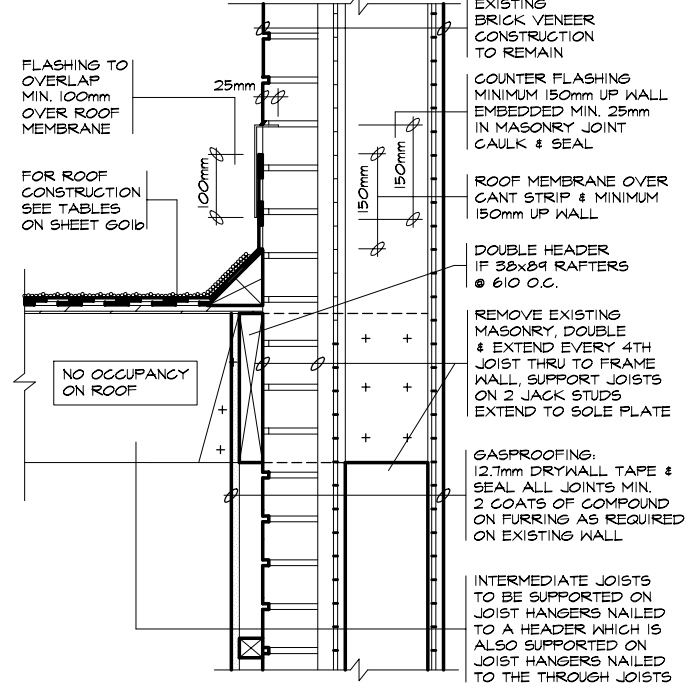 FLASHING TO
OVERLAP
MIN. 100mm
OVER ROOF
MEMBRANE
FOR ROOF
CONSTRUCTION
SEE TABLES
ON SHEET G016
NO OCCUPANCY
ON ROOF
25mm
100mm
150mm
150mm
EXISTING
BRICK VENEER
CONSTRUCTION
TO REMAIN
COUNTER FLASHING
MINIMUM 150mm UP WALL
EMBEDDED MIN. 25mm
IN MASONRY JOINT
CAULK & SEAL
ROOF MEMBRANE OVER
CANT STRIP & MINIMUM
150mm UP WALL
DOUBLE HEADER
IF 38x89 RAFTERS
@ 610 O.C.
REMOVE EXISTING
MASONRY, DOUBLE
& EXTEND EVERY 4TH
JOIST THRU TO FRAME
WALL, SUPPORT JOISTS
ON 2 JACK STUDS
EXTEND TO SOLE PLATE
GASPROOFING:
12.7mm DRYWALL TAPE &
SEAL ALL JOINTS MIN.
2 COATS OF COMPOUND
ON FURRING AS REQUIRED
ON EXISTING WALL
INTERMEDIATE JOISTS
TO BE SUPPORTED ON
JOIST HANGERS NAILED
TO A HEADER WHICH IS
ALSO SUPPORTED ON
JOIST HANGERS NAILED
TO THE THROUGH JOISTS